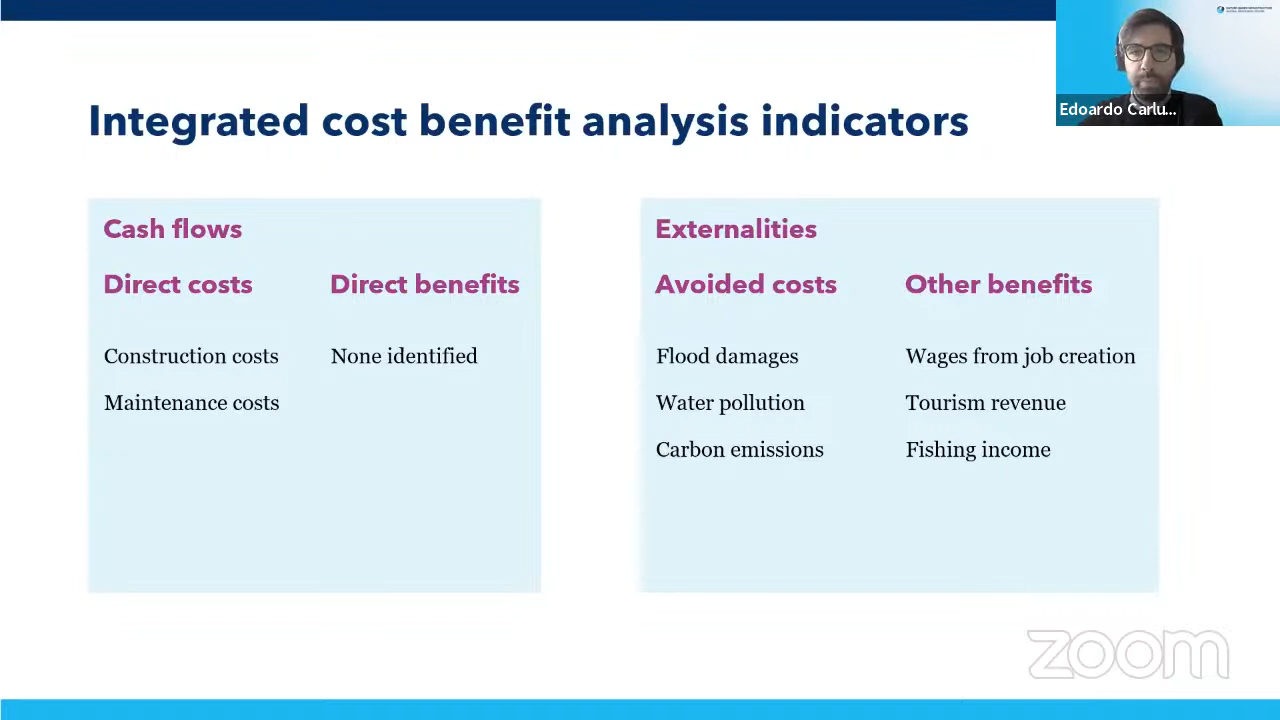 Integrated cost benefit analysis indicators
Edoardo Carlu...
Cash flows
Direct costs
Direct benefits
Construction costs
None identified
Maintenance costs
Externalities
Avoided costs
Other benefits
Flood damages
Wages from job creation
Water pollution
Tourism revenue
Carbon emissions
Fishing income
zoom